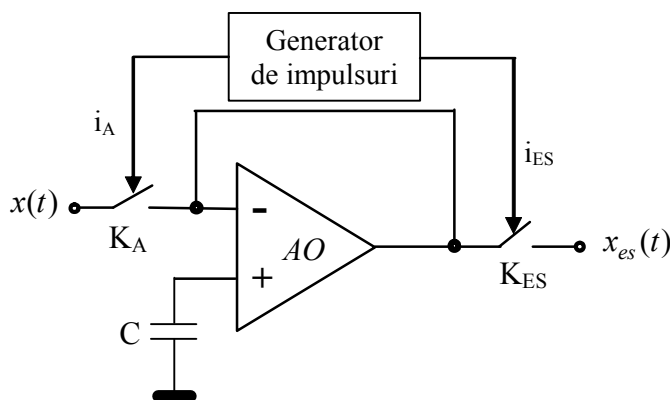 Generator
de impulsuri
i_A
i_ES
x(t)
K_A
-
AO
+
K_ES
x_es(t)
C